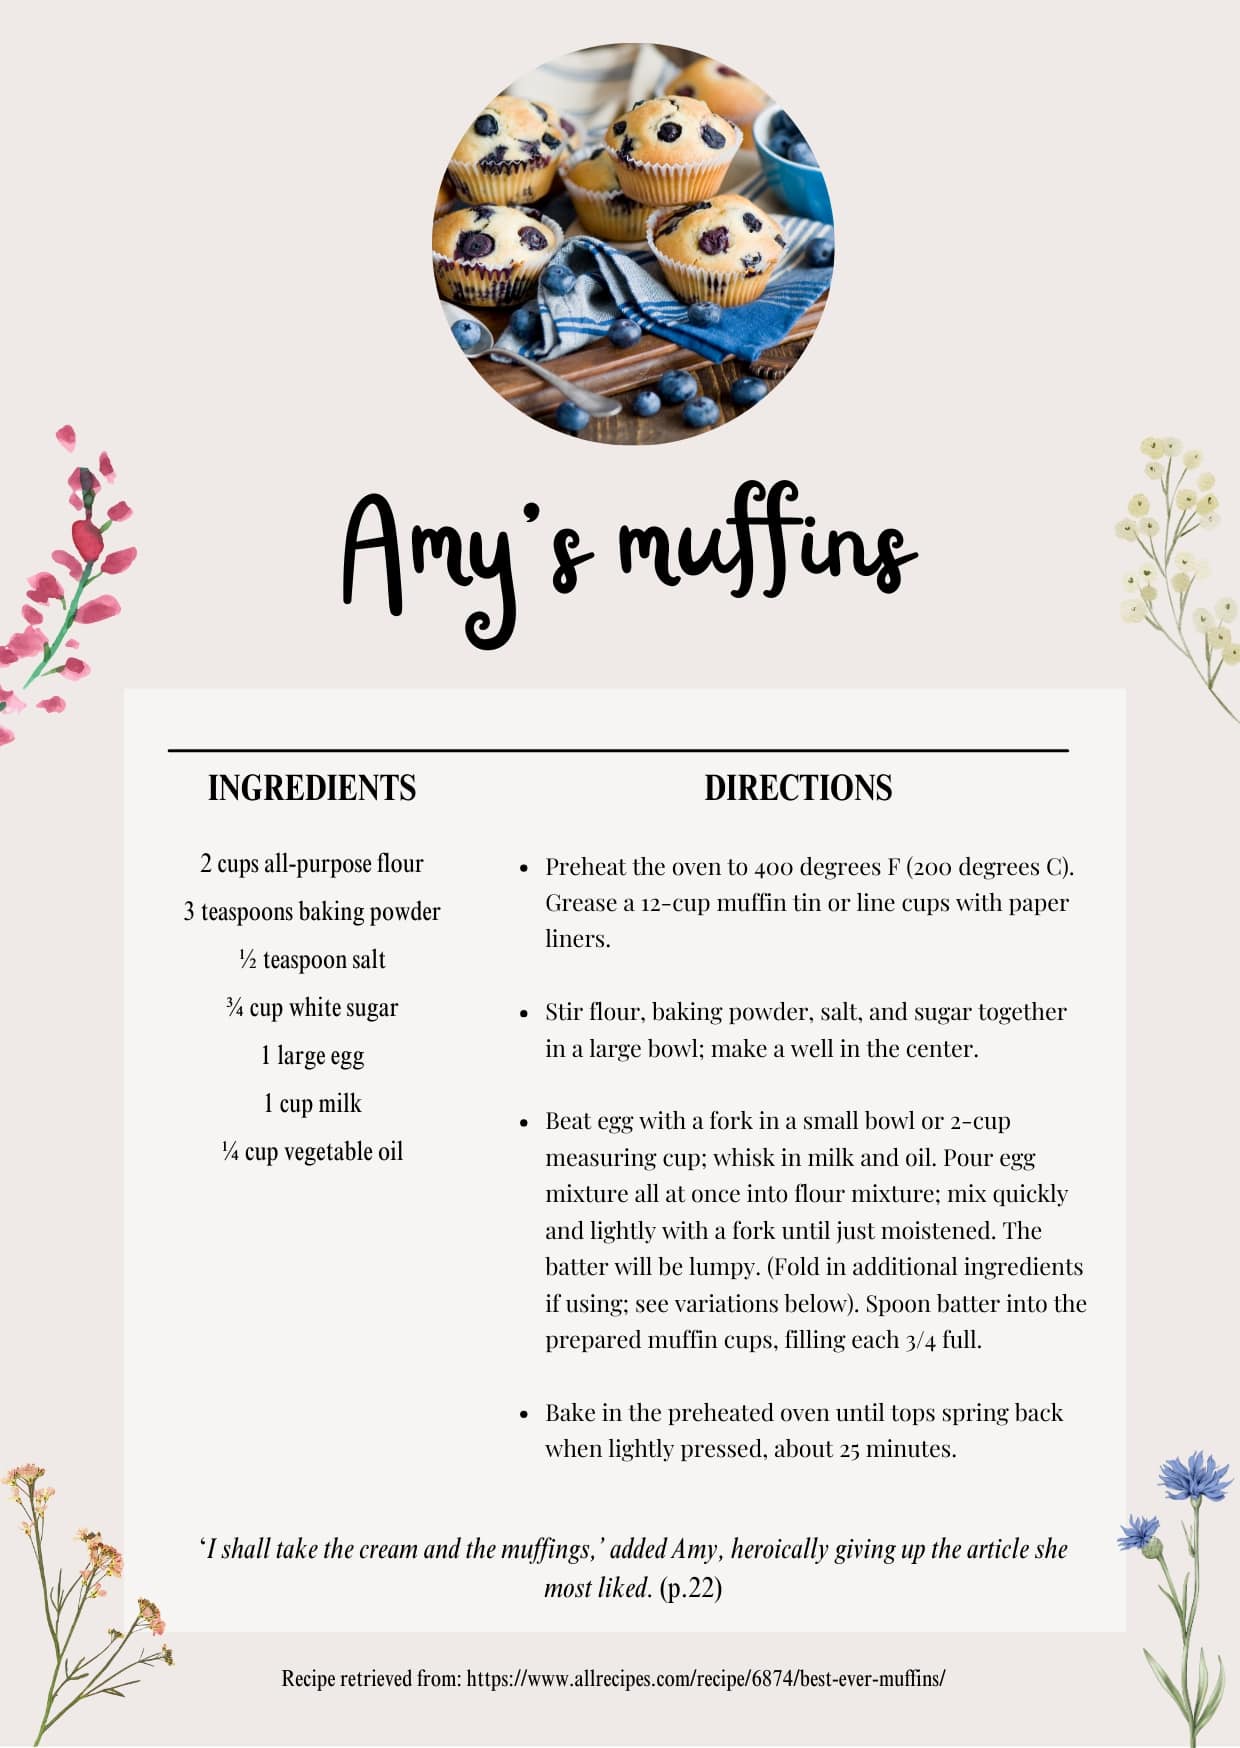 Amy's muffins
INGREDIENTS
2 cups all-purpose flour
3 teaspoons baking powder
½ teaspoon salt
¾ cup white sugar
1 large egg
1 cup milk
¼ cup vegetable oil
DIRECTIONS
• Preheat the oven to 400 degrees F (200 degrees C).
Grease a 12-cup muffin tin or line cups with paper
liners.
• Stir flour, baking powder, salt, and sugar together
in a large bowl; make a well in the center.
• Beat egg with a fork in a small bowl or 2-cup
measuring cup; whisk in milk and oil. Pour egg
mixture all at once into flour mixture; mix quickly
and lightly with a fork until just moistened. The
batter will be lumpy. (Fold in additional ingredients
if using; see variations below). Spoon batter into the
prepared muffin cups, filling each 3/4 full.
• Bake in the preheated oven until tops spring back
when lightly pressed, about 25 minutes.
‘I shall take the cream and the muffings,’ added Amy, heroically giving up the article she
most liked. (p.22)
Recipe retrieved from: https://www.allrecipes.com/recipe/6874/best-ever-muffins/